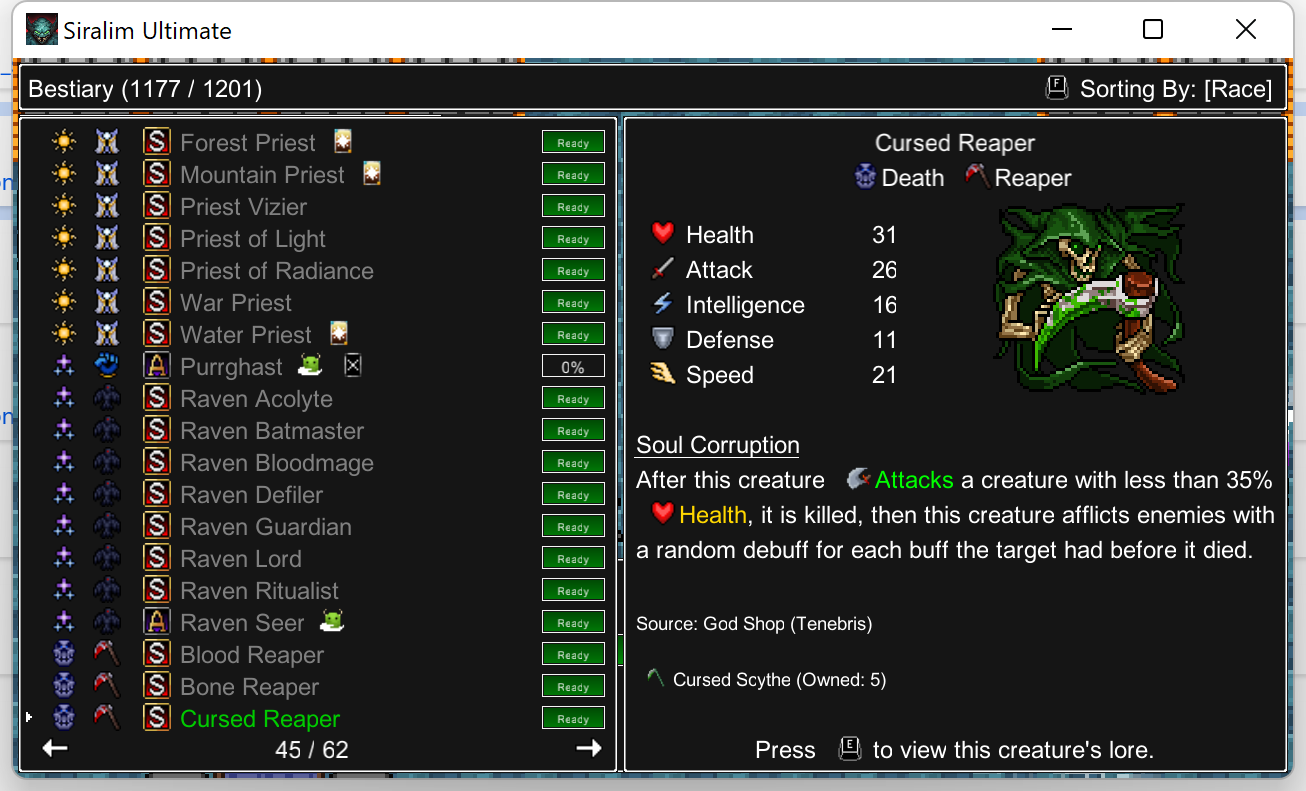 Siralim Ultimate
Bestiary (1177 / 1201)
F Sorting By: [Race]
S Forest Priest Ready
S Mountain Priest Ready
S Priest Vizier Ready
S Priest of Light Ready
S Priest of Radiance Ready
S War Priest Ready
S Water Priest Ready
A Purrghast 0%
S Raven Acolyte Ready
S Raven Batmaster Ready
S Raven Bloodmage Ready
S Raven Defiler Ready
S Raven Guardian Ready
S Raven Lord Ready
S Raven Ritualist Ready
A Raven Seer Ready
S Blood Reaper Ready
S Bone Reaper Ready
S Cursed Reaper Ready
45 / 62
Cursed Reaper
Death Reaper
Health 31
Attack 26
Intelligence 16
Defense 11
Speed 21
Soul Corruption
After this creature Attacks a creature with less than 35%
Health, it is killed, then this creature afflicts enemies with
a random debuff for each buff the target had before it died.
Source: God Shop (Tenebris)
Cursed Scythe (Owned: 5)
Press E to view this creature's lore.